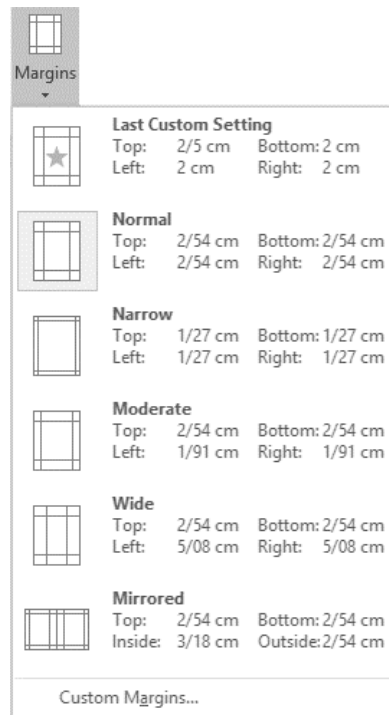 Margins
Last Custom Setting
Top: 2/5 cm Bottom: 2 cm
Left: 2 cm Right: 2 cm
Normal
Top: 2/54 cm Bottom: 2/54 cm
Left: 2/54 cm Right: 2/54 cm
Narrow
Top: 1/27 cm Bottom: 1/27 cm
Left: 1/27 cm Right: 1/27 cm
Moderate
Top: 2/54 cm Bottom: 2/54 cm
Left: 1/91 cm Right: 1/91 cm
Wide
Top: 2/54 cm Bottom: 2/54 cm
Left: 5/08 cm Right: 5/08 cm
Mirrored
Top: 2/54 cm Bottom: 2/54 cm
Inside: 3/18 cm Outside: 2/54 cm
Custom Margins...